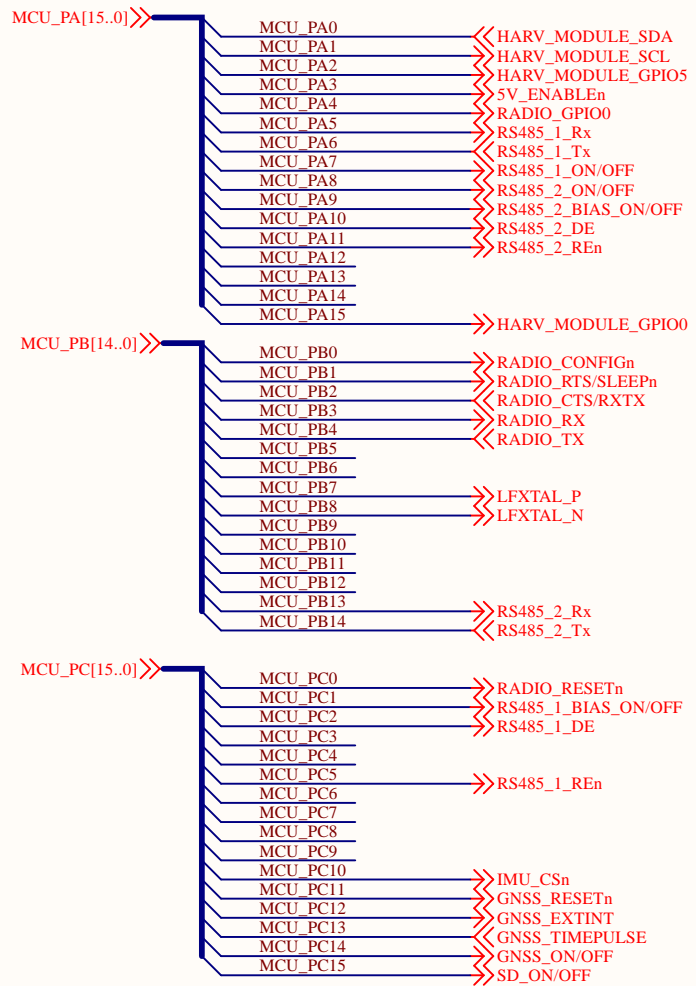 MCU_PA[15..0]
MCU_PA0 HARV_MODULE_SDA
MCU_PA1 HARV_MODULE_SCL
MCU_PA2 HARV_MODULE_GPIO5
MCU_PA3 5V_ENABLEn
MCU_PA4 RADIO_GPIO0
MCU_PA5 RS485_1_Rx
MCU_PA6 RS485_1_Tx
MCU_PA7 RS485_1_ON/OFF
MCU_PA8 RS485_2_ON/OFF
MCU_PA9 RS485_2_BIAS_ON/OFF
MCU_PA10 RS485_2_DE
MCU_PA11 RS485_2_REn
MCU_PA12
MCU_PA13
MCU_PA14
MCU_PA15 HARV_MODULE_GPIO0
MCU_PB[14..0]
MCU_PB0 RADIO_CONFIGn
MCU_PB1 RADIO_RTS/SLEEPn
MCU_PB2 RADIO_CTS/RXTX
MCU_PB3 RADIO_RX
MCU_PB4 RADIO_TX
MCU_PB5
MCU_PB6
MCU_PB7 LFXTAL_P
MCU_PB8 LFXTAL_N
MCU_PB9
MCU_PB10
MCU_PB11
MCU_PB12
MCU_PB13 RS485_2_Rx
MCU_PB14 RS485_2_Tx
MCU_PC[15..0]
MCU_PC0 RADIO_RESETn
MCU_PC1 RS485_1_BIAS_ON/OFF
MCU_PC2 RS485_1_DE
MCU_PC3
MCU_PC4
MCU_PC5 RS485_1_REn
MCU_PC6
MCU_PC7
MCU_PC8
MCU_PC9
MCU_PC10 IMU_CSn
MCU_PC11 GNSS_RESETn
MCU_PC12 GNSS_EXTINT
MCU_PC13 GNSS_TIMEPULSE
MCU_PC14 GNSS_ON/OFF
MCU_PC15 SD_ON/OFF